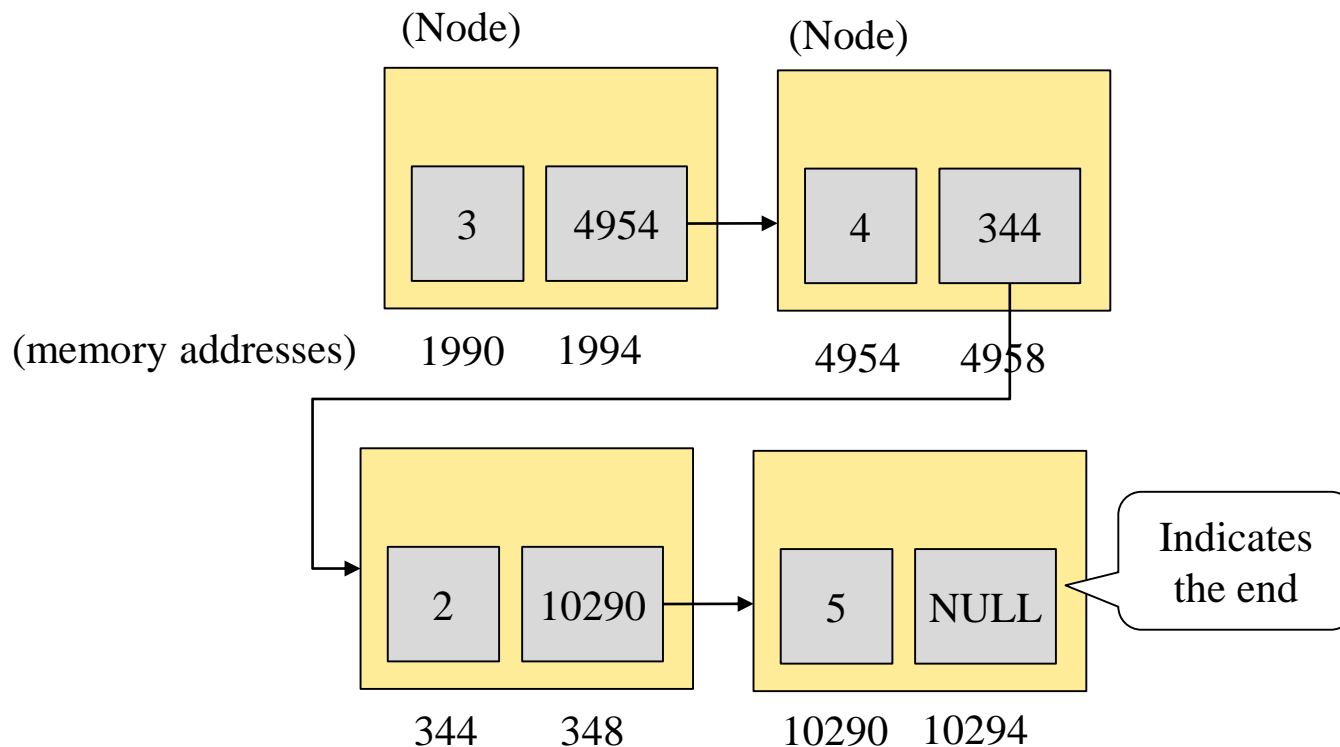 (Node) (Node)
3 4954 4 344
(memory addresses) 1990 1994 4954 4958
2 10290 5 NULL
Indicates
the end
344 348 10290 10294